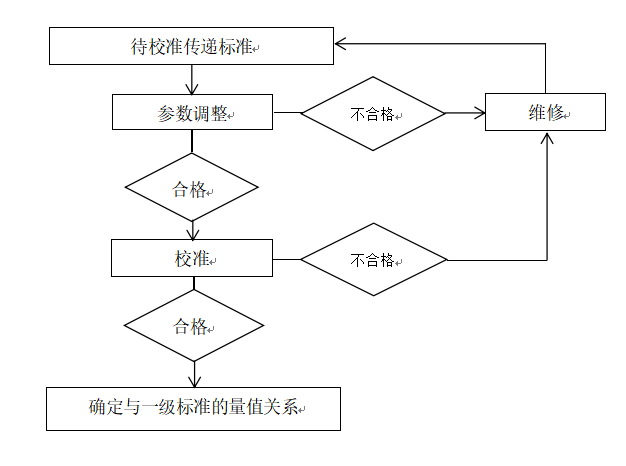 待校准传递标准
参数调整
不合格
维修
合格
校准
不合格
合格
确定与一级标准的量值关系